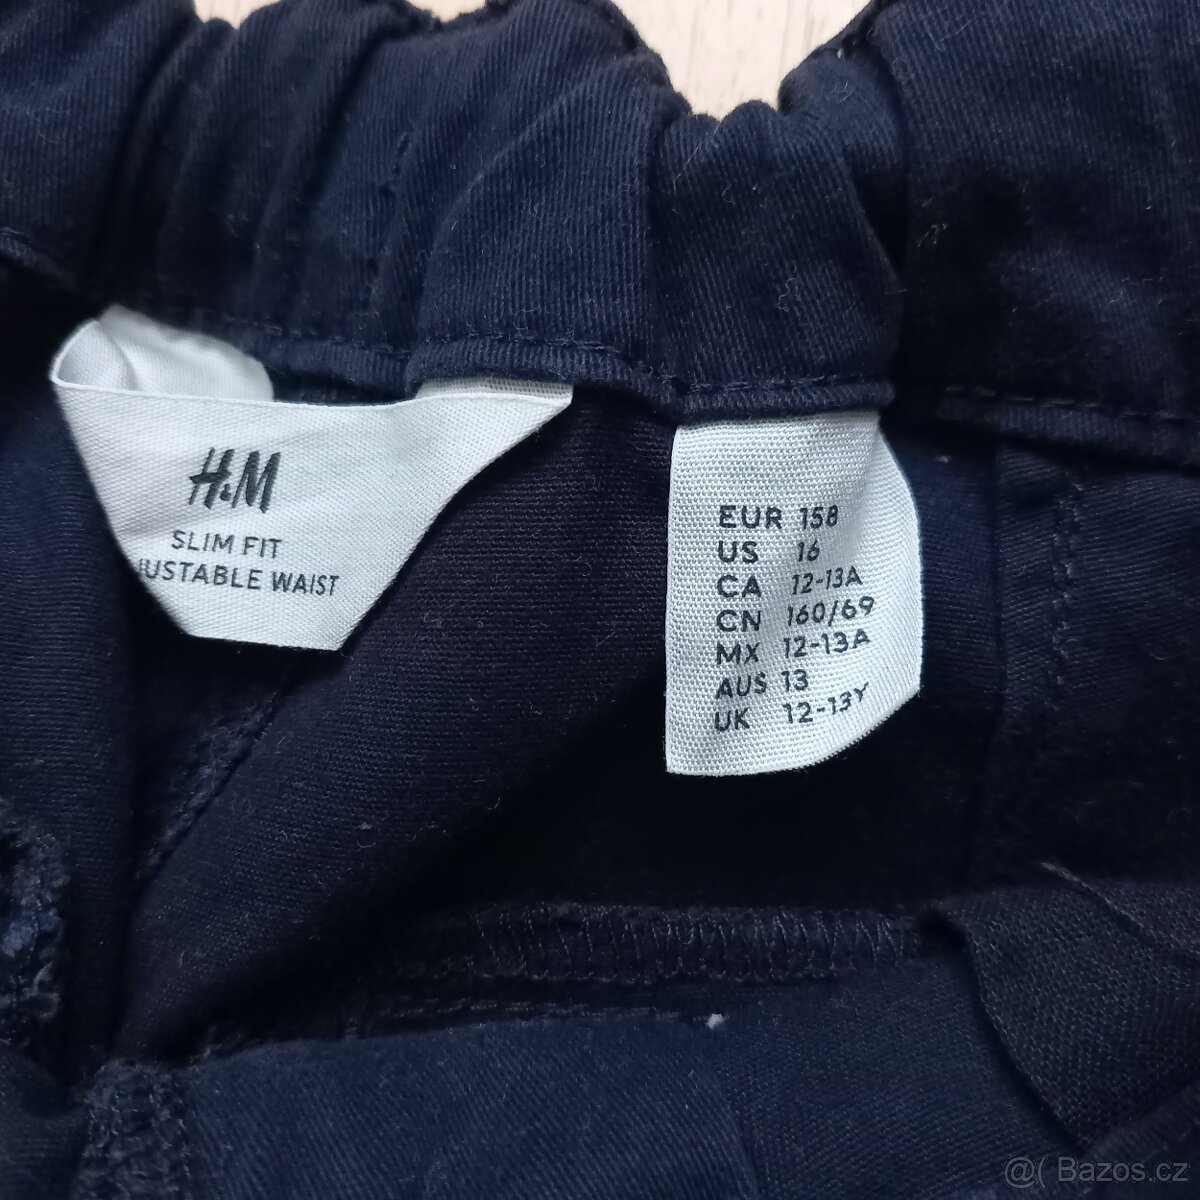 H&M
SLIM FIT
JUSTABLE WAIST
EUR 158
US 16
CA 12-13A
CN 160/69
MX 12-13A
AUS 13
UK 12-13Y
@( Bazos.cz